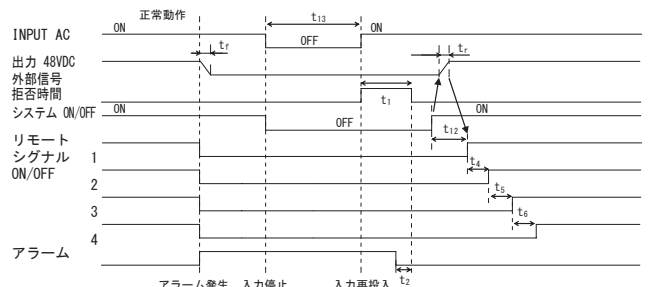 正常動作
INPUT AC ON t13 OFF ON
出力 48VDC tf tr
外部信号
拒否時間 t1
システム ON/OFF ON OFF t12 ON
リモート
シグナル 1
ON/OFF t4
2 t5
3 t6
4
アラーム
アラーム発生 入力停止 入力再投入 t2